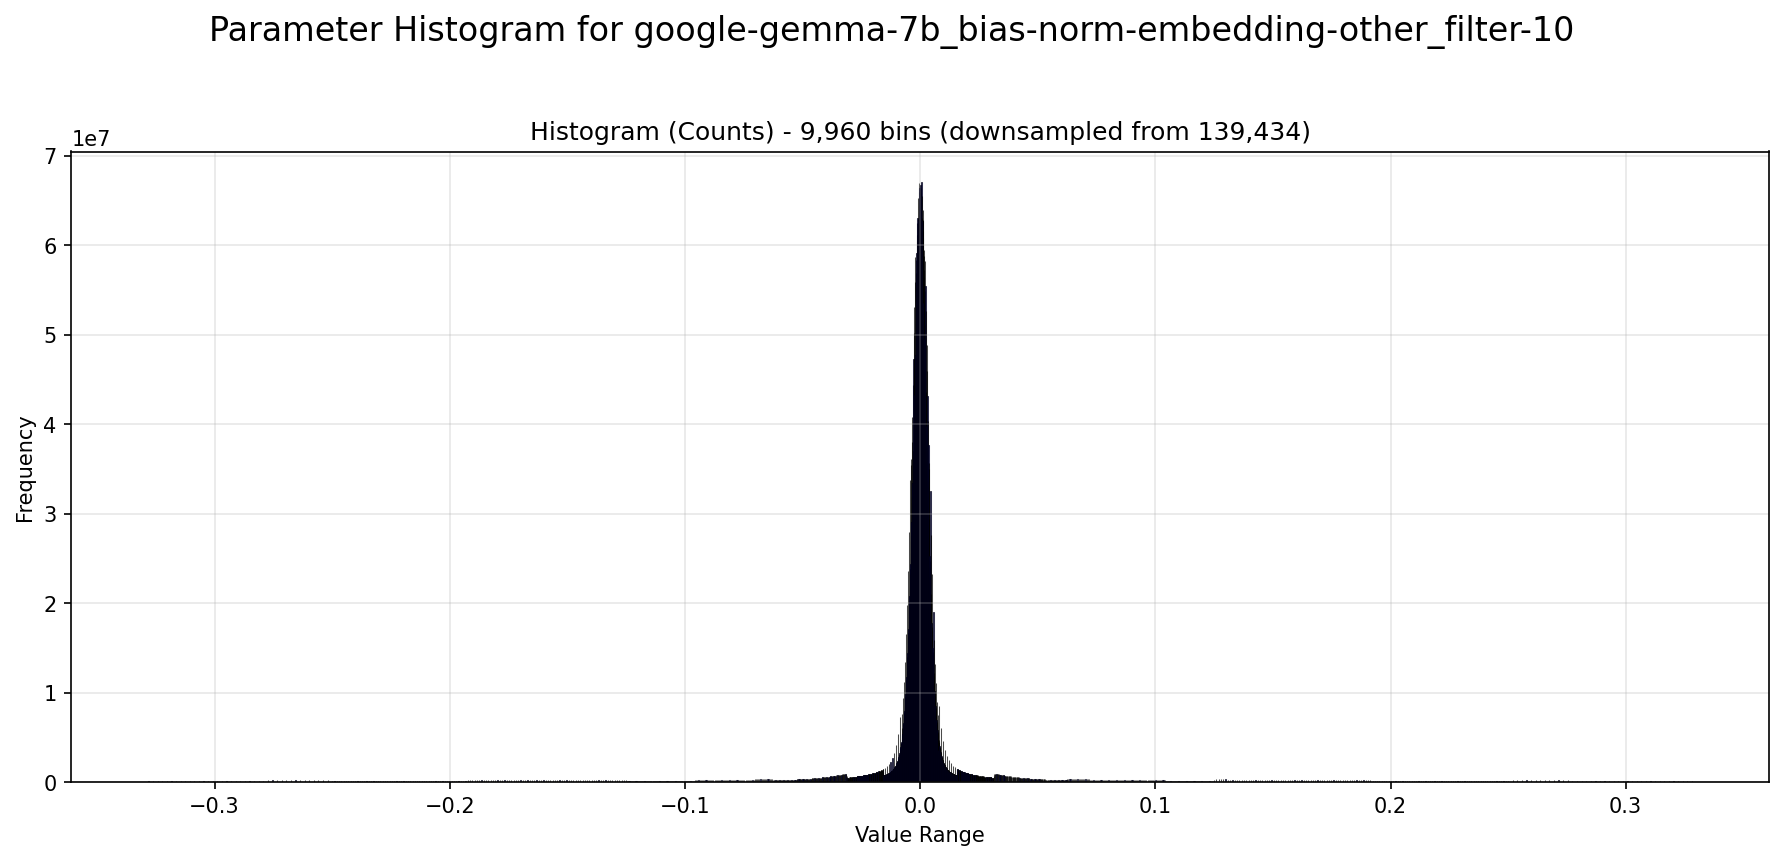 Parameter Histogram for google-gemma-7b_bias-norm-embedding-other_filter-10
Histogram (Counts) - 9,960 bins (downsampled from 139,434)
1e7
7
6
5
4
3
2
1
0
Frequency
−0.3 −0.2 −0.1 0.0 0.1 0.2 0.3
Value Range